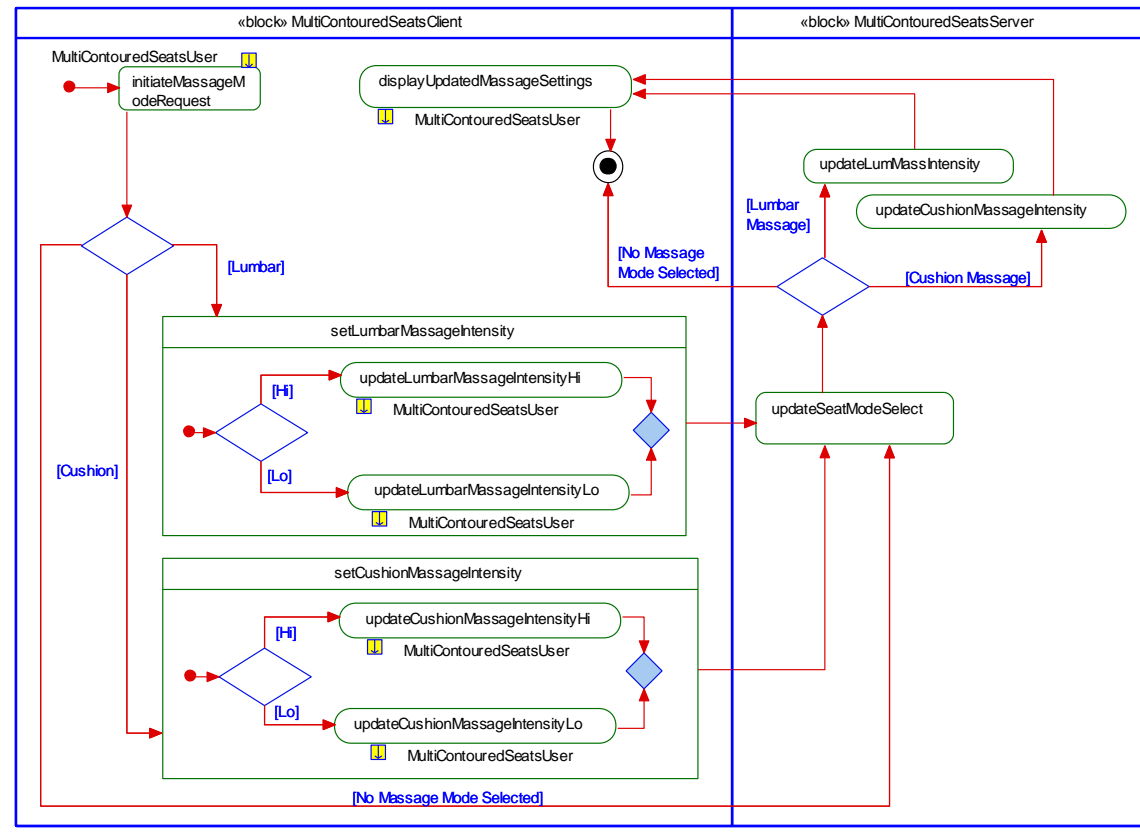 «block» MultiContouredSeatsClient
«block» MultiContouredSeatsServer
MultiContouredSeatsUser
initiateMassageM
odeRequest
displayUpdatedMassageSettings
MultiContouredSeatsUser
updateLumMassIntensity
updateCushionMassageIntensity
[Lumbar
Massage]
[No Massage
Mode Selected]
[Cushion Massage]
[Lumbar]
setLumbarMassageIntensity
updateLumbarMassageIntensityHi
[Hi]
MultiContouredSeatsUser
updateSeatModeSelect
[Cushion]
[Lo]
updateLumbarMassageIntensityLo
MultiContouredSeatsUser
setCushionMassageIntensity
updateCushionMassageIntensityHi
[Hi]
MultiContouredSeatsUser
[Lo]
updateCushionMassageIntensityLo
MultiContouredSeatsUser
[No Massage Mode Selected]